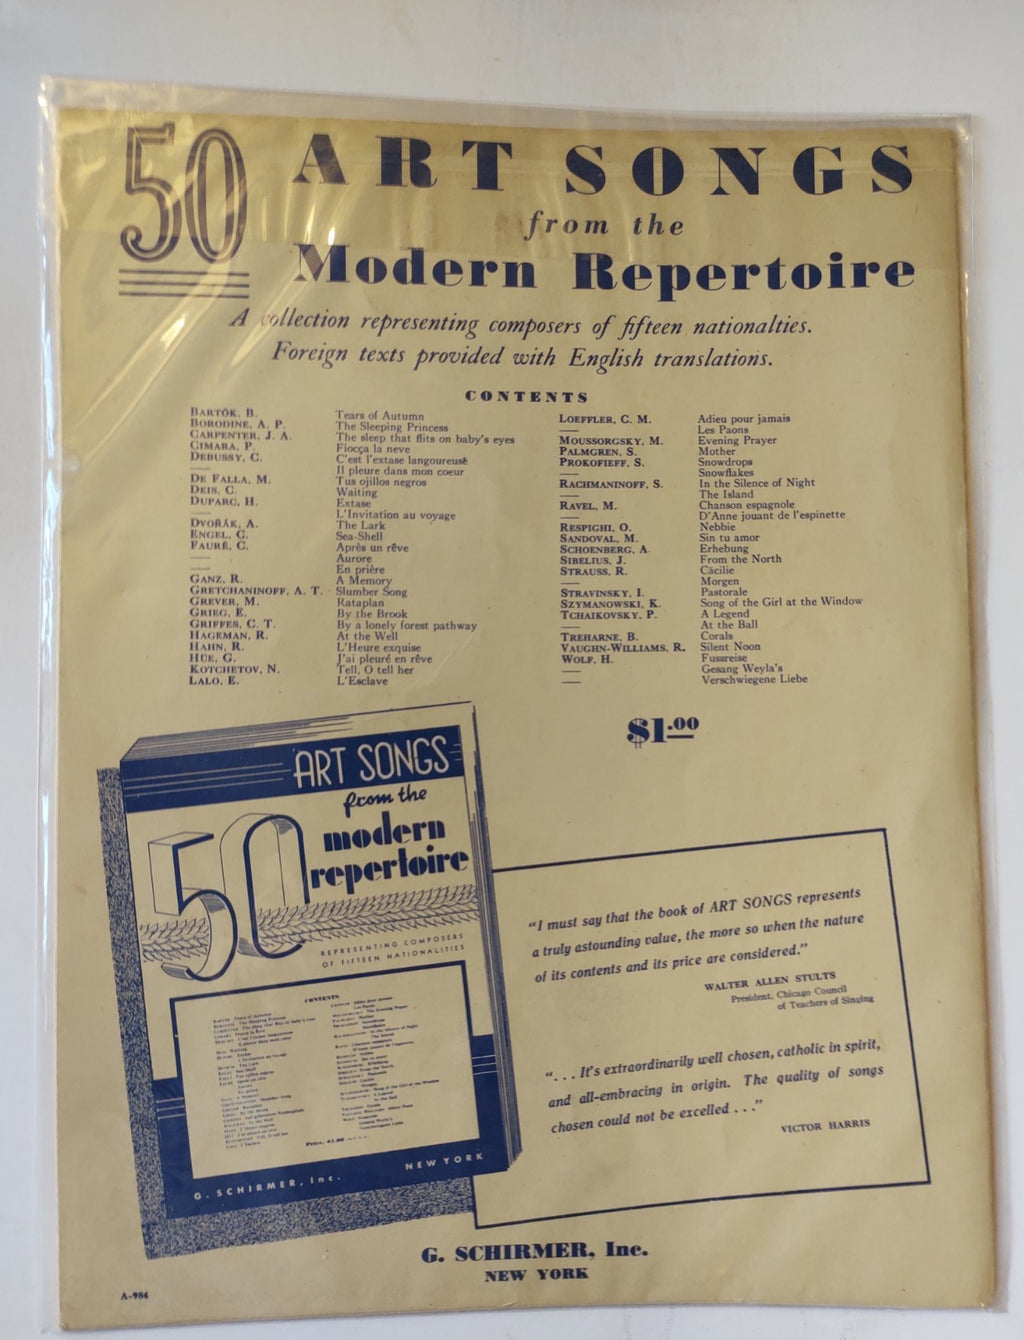 50 ART SONGS
from the
Modern Repertoire
A collection representing composers of fifteen nationalties.
Foreign texts provided with English translations.
CONTENTS
BARTÓK, B. Tears of Autumn
BORODINE, A. P. The Sleeping Princess
CARPENTER, J. A. The sleep that flits on baby's eyes
CIMARA, P. Fiocça la neve
DEBUSSY, C. C'est l'extase langoureuse
— Il pleure dans mon coeur
DE FALLA, M. Tus ojillos negros
DEIS, C. Waiting
DUPARC, H. Extase
— L'Invitation au voyage
DVOŘÁK, A. The Lark
ENGEL, C. Sea-Shell
FAURÉ, G. Après un rêve
— Aurore
— En prière
GANZ, R. A Memory
GRETCHANINOFF, A. T. Slumber Song
GREVER, M. Rataplan
GRIEG, E. By the Brook
GRIFFES, C. T. By a lonely forest pathway
HAGEMAN, R. At the Well
HAHN, R. L'Heure exquise
HÜE, G. J'ai pleuré en rêve
KOTCHETOV, N. Tell, O tell her
LALO, E. L'Esclave
LOEFFLER, C. M. Adieu pour jamais
— Les Paons
MOUSSORGSKY, M. Evening Prayer
PALMGREN, S. Mother
PROKOFIEFF, S. Snowdrops
— Snowflakes
RACHMANINOFF, S. In the Silence of Night
— The Island
RAVEL, M. Chanson espagnole
— D'Anne jouant de l'espinette
RESPIGHI, O. Nebbie
SANDOVAL, M. Sin tu amor
SCHOENBERG, A Erhebung
SIBELIUS, J. From the North
STRAUSS, R. Cäcilie
— Morgen
STRAVINSKY, I. Pastorale
SZYMANOWSKI, K. Song of the Girl at the Window
TCHAIKOVSKY, P. A Legend
— At the Ball
TREHARNE, B. Corals
VAUGHN-WILLIAMS, R. Silent Noon
WOLF, H. Fussreise
— Gesang Weyla's
— Verschwiegene Liebe
$1.00
ART SONGS
from the
50 modern
repertoire
REPRESENTING COMPOSERS
OF FIFTEEN NATIONALITIES
CONTENTS
Price, $1.00
G. SCHIRMER, Inc. NEW YORK
"I must say that the book of ART SONGS represents
a truly astounding value, the more so when the nature
of its contents and its price are considered."
WALTER ALLEN STULTS
President, Chicago Council
of Teachers of Singing
". . . It's extraordinarily well chosen, catholic in spirit,
and all-embracing in origin. The quality of songs
chosen could not be excelled . . ."
VICTOR HARRIS
G. SCHIRMER, Inc.
NEW YORK
A-984